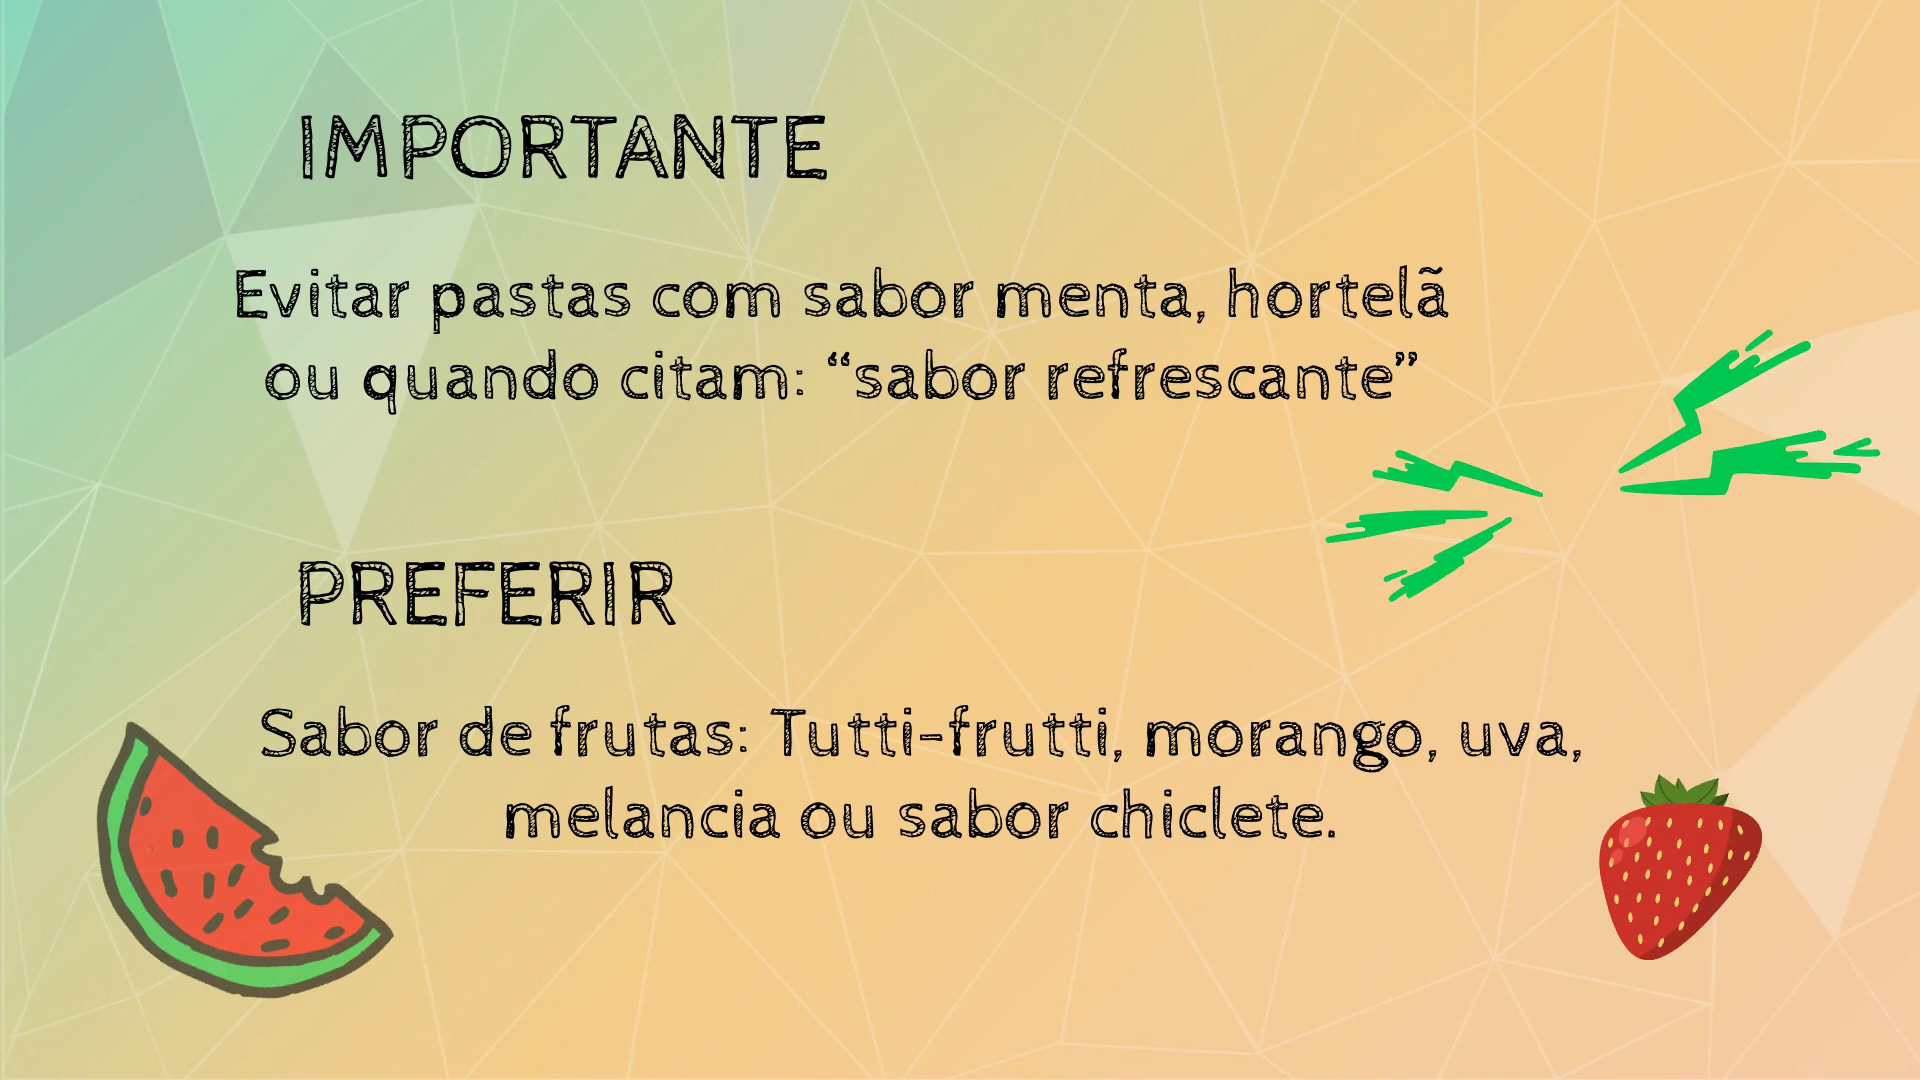 IMPORTANTE
Evitar pastas com sabor menta, hortelã
ou quando citam: “sabor refrescante”
PREFERIR
Sabor de frutas: Tutti-frutti, morango, uva,
melancia ou sabor chiclete.